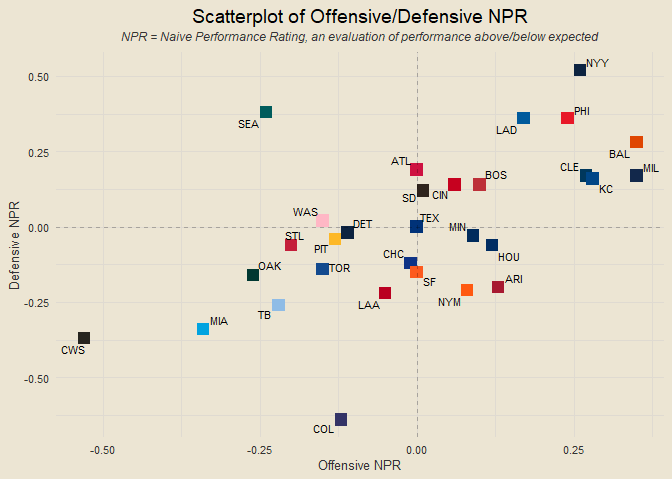 Scatterplot of Offensive/Defensive NPR
NPR = Naive Performance Rating, an evaluation of performance above/below expected
NYY
0.50
PHI
SEA
LAD
0.25
BAL
ATL
CLE
MIL
BOS
KC
SD
CIN
WAS
TEX
DET
MIN
0.00
STL
PIT
CHC
HOU
OAK
TOR
SF
ARI
-0.25
LAA
NYM
TB
MIA
CWS
-0.50
COL
Defensive NPR
-0.50
-0.25
0.00
0.25
Offensive NPR